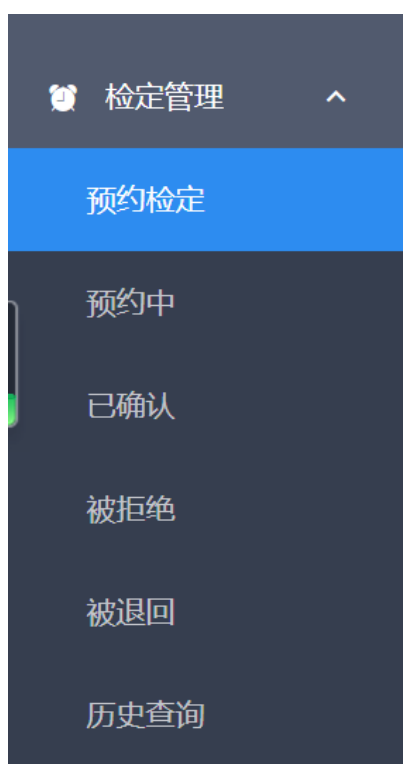 检定管理
预约检定
预约中
已确认
被拒绝
被退回
历史查询